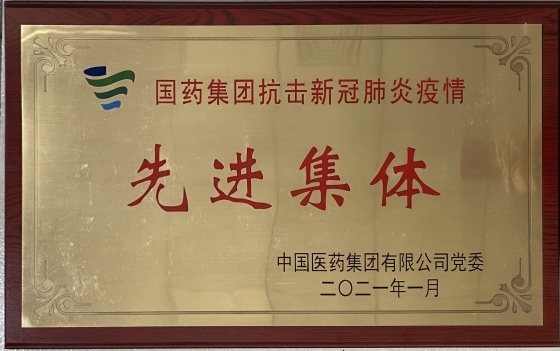 国药集团抗击新冠肺炎疫情
先进集体
中国医药集团有限公司党委
二〇二一年一月